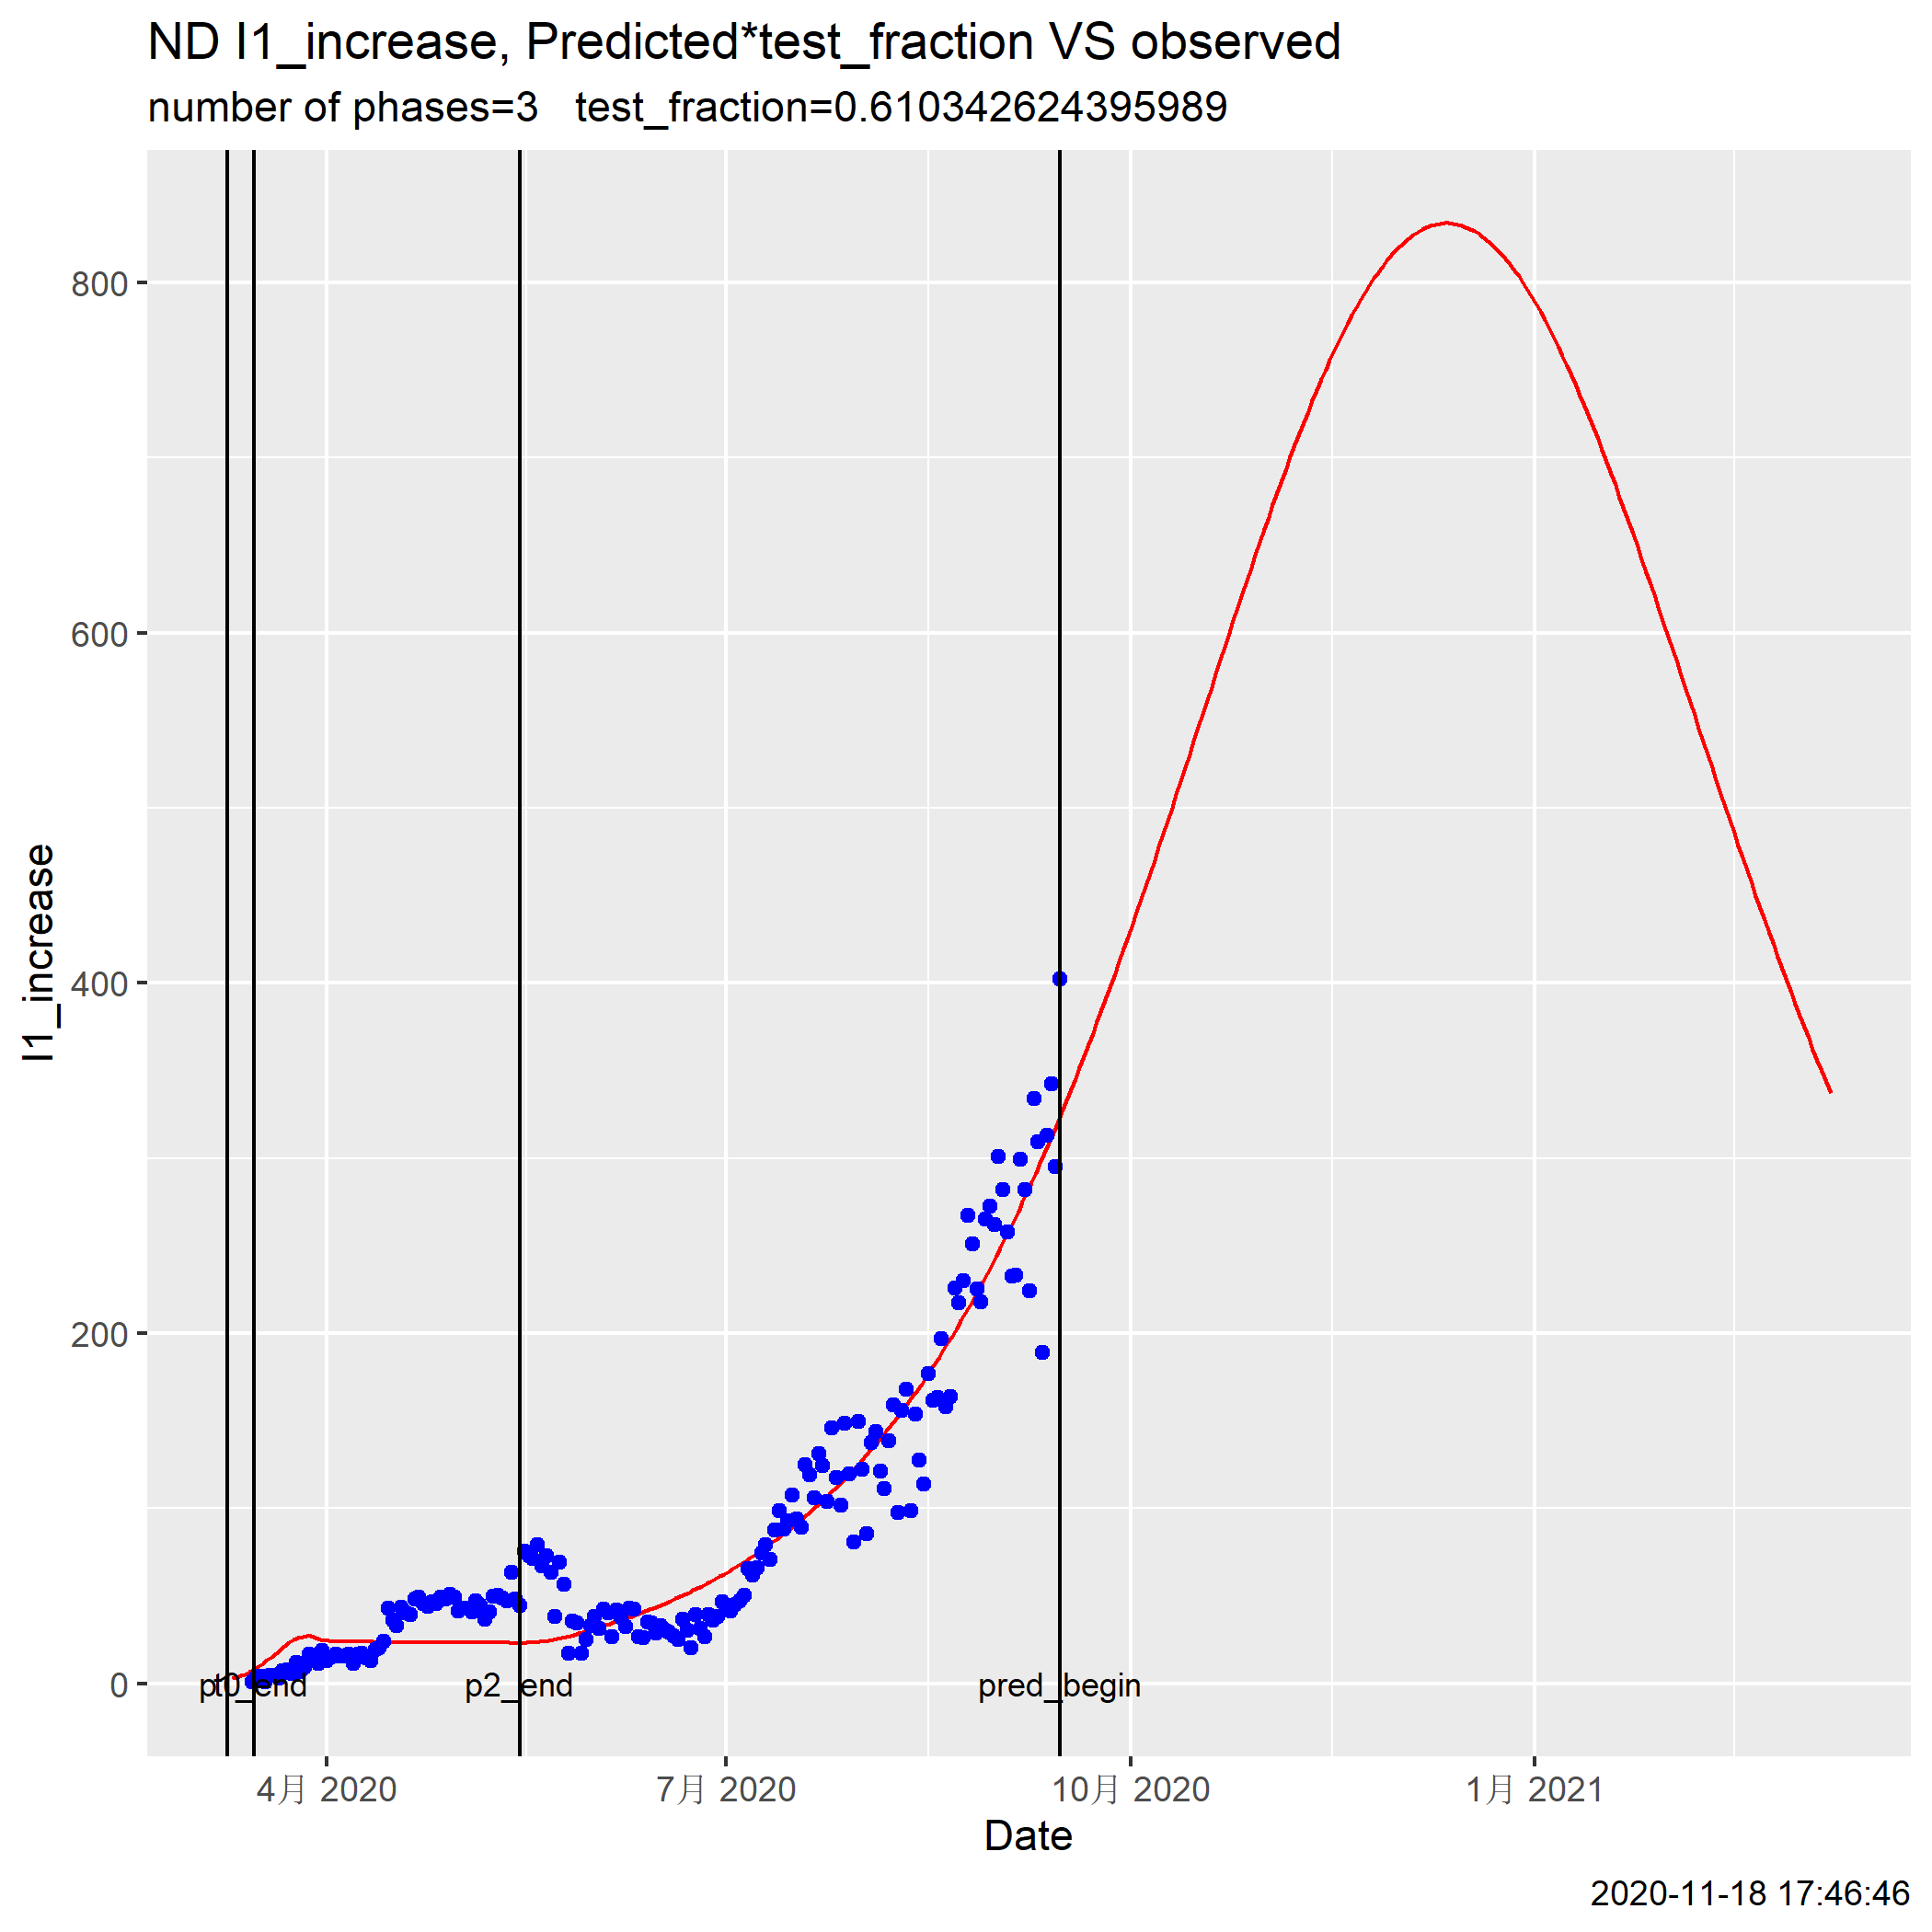 ND I1_increase, Predicted*test_fraction VS observed
number of phases=3   test_fraction=0.610342624395989
I1_increase
800
600
400
200
0
t0_end
p2_end
pred_begin
4月 2020
7月 2020
10月 2020
1月 2021
Date
2020-11-18 17:46:46